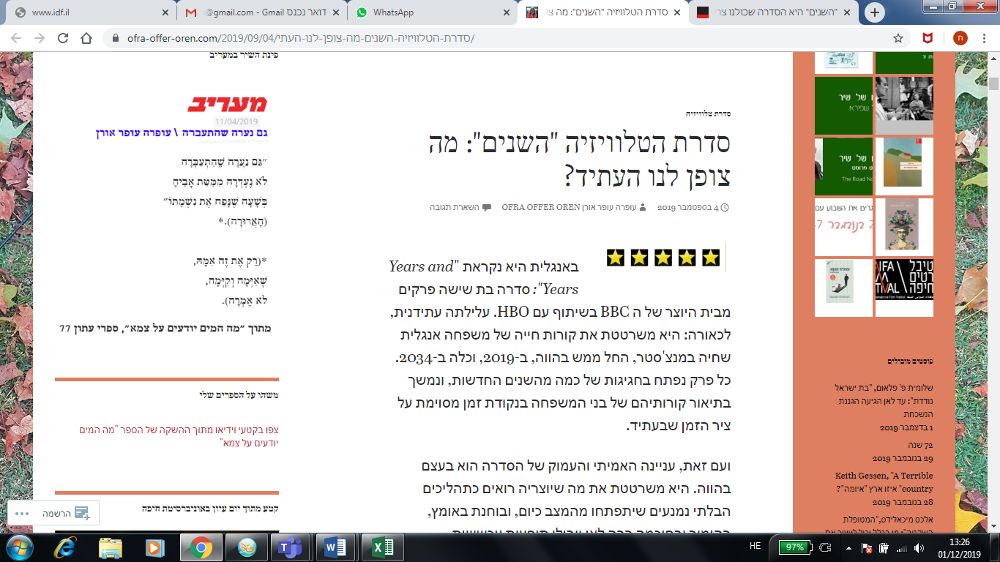 www.idf.il
דואר נכנס - @gmail.com - Gmail
WhatsApp
סדרת הטלוויזיה "השנים": מה צו
"השנים" היא הסדרה שכולנו צר
ofra-offer-oren.com/2019/09/04/סדרת-הטלוויזיה-השנים-מה-צופן-לנו-העתי/
ח
סדרת טלוויזיה
סדרת הטלוויזיה "השנים": מה
צופן לנו העתיד?
4 בספטמבר 2019 עופרה עופר אורן OFRA OFFER OREN השארת תגובה
באנגלית היא נקראת "Years and
Years": סדרה בת שישה פרקים
מבית היוצר של ה BBC בשיתוף עם HBO. עלילתה עתידנית,
לכאורה: היא משרטטת את קורות חייה של משפחה אנגלית
שחיה במנצ'סטר, החל ממש בהווה, ב-2019, וכלה ב-2034.
כל פרק נפתח בחגיגות של כמה מהשנים החדשות, ונמשך
בתיאור קורותיהם של בני המשפחה בנקודת זמן מסוימת על
ציר הזמן שבעתיד.
ועם זאת, עניינה האמיתי והעמוק של הסדרה הוא בעצם
בהווה. היא משרטטת את מה שיוצריה רואים כתהליכים
הבלתי נמנעים שיתפתחו מהמצב כיום, ובוחנת באומץ,
פינת השיר במעריב
מעריב
11/04/2019
גם נערה שהתעברה \ עופרה עופר אורן
״גַּם נַעֲרָה שֶׁהִתְעַבְּרָה
לֹא נֶעְדְּרָה מִמִּטַּת אָבִיהָ
בְּשָׁעָה שֶׁנָּפַח אֶת נִשְׁמָתוֹ״
(הָאֲרוּרָה).*
*(רַק אֶת זֶה אִמָּהּ,
שֶׁאִיְּמָה וְקִיְּמָה,
לֹא אָמְרָה).
מתוך ״מה המים יודעים על צמא״, ספרי עתון 77
משהו על הספרים שלי
צפו בקטעי וידיאו מתוך ההשקה של הספר "מה המים
יודעים על צמא"
קטע מתוך יום עיון באוניברסיטת חיפה
הרשמה
של שיר
שפירא
של שיר
The Road No
גרים את השבוע עם
בנובמבר
טיבל
רטים
חיפה
פוסטים מובילים
שלומית פ' פלאום, "בת ישראל
נודדת": עד לאן הגיעה הגננת
הנשכחת
1 בדצמבר 2019
72 שנה
29 בנובמבר 2019
Keith Gessen, "A Terrible
country" איזו ארץ "איומה"?
28 בנובמבר 2019
אלכס מיכאלידס,"המטופלת
HE
97%
13:26
01/12/2019